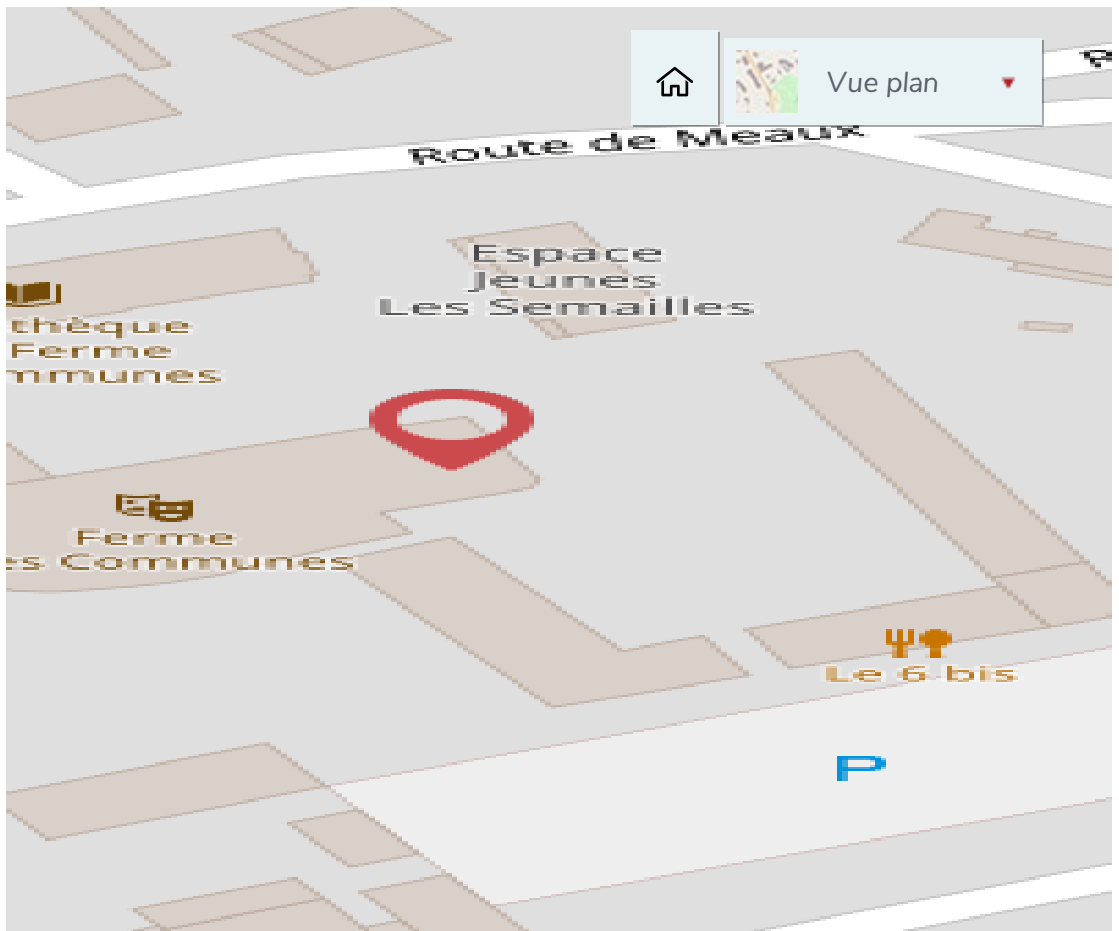 Vue plan
Route de Meaux
Espace
Jeunes
Les Semailles
thèque
Ferme
mmunes
Ferme
es Communes
Le 6 bis
P